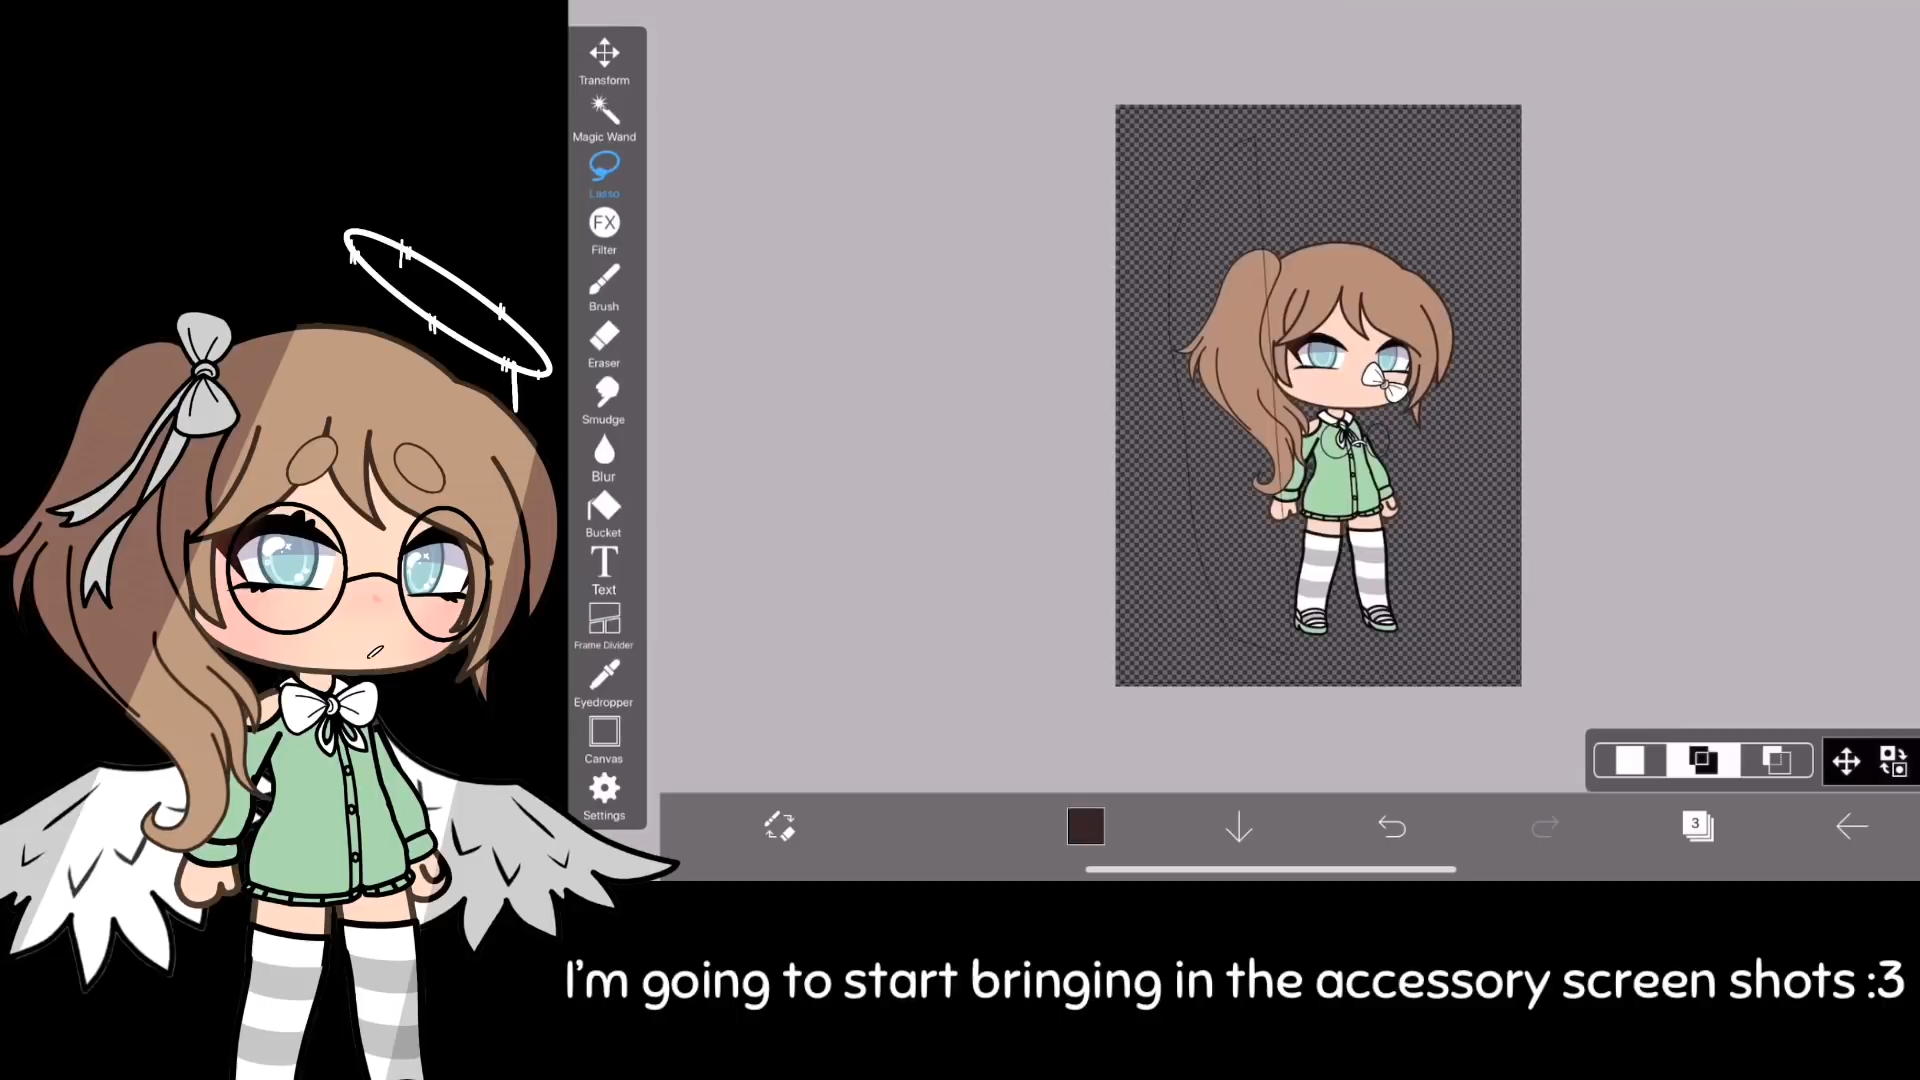 Transform
Magic Wand
Lasso
FX
Filter
Brush
Eraser
Smudge
Blur
Bucket
T
Text
Frame Divider
Eyedropper
Canvas
Settings
3
I'm going to start bringing in the accessory screen shots :3